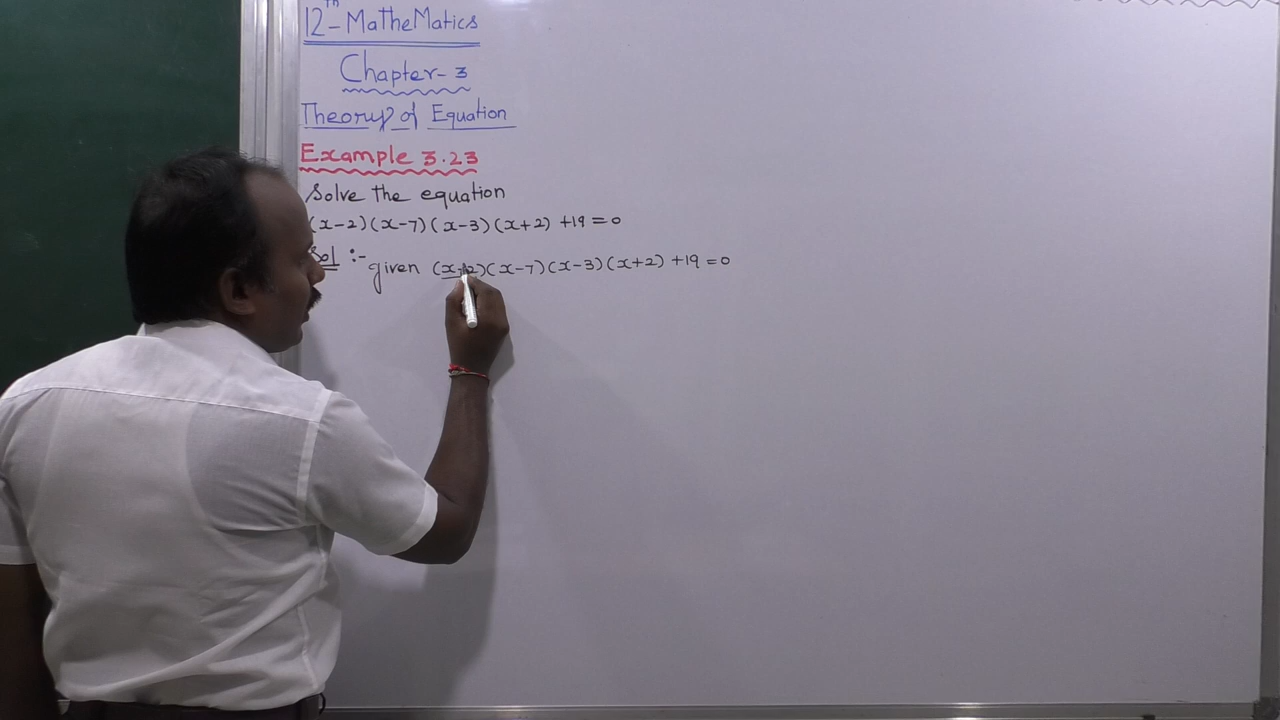 12th - MatheMatics
Chapter - 3
Theory of Equation
Example 3.23
Solve the equation
(x-2)(x-7)(x-3)(x+2) +19 = 0
Sol :-
given (x-2)(x-7)(x-3)(x+2) +19 = 0